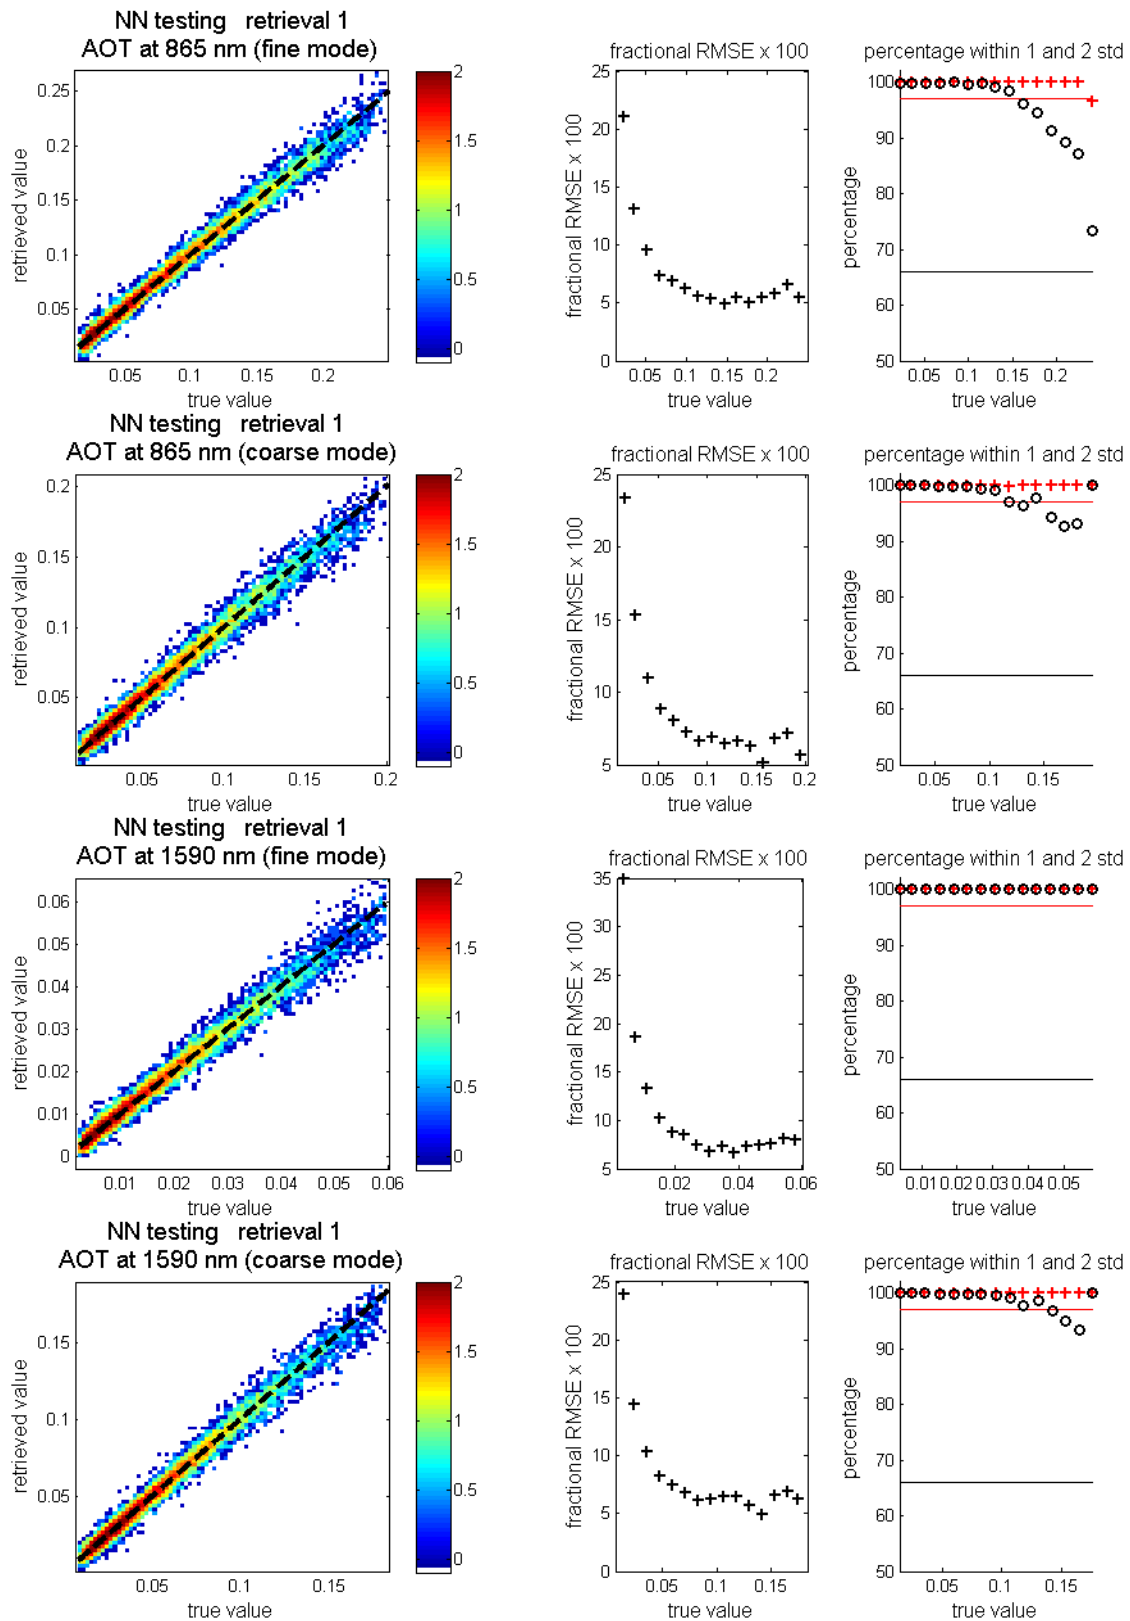 NN testing retrieval 1
AOT at 865 nm (fine mode)
fractional RMSE x 100
percentage within 1 and 2 std
retrieved value
0.25
0.2
0.15
0.1
0.05
0.05 0.1 0.15 0.2
true value
2
1.5
1
0.5
0
fractional RMSE x 100
25
20
15
10
5
0
0.05 0.1 0.15 0.2
true value
percentage
100
90
80
70
60
50
0.05 0.1 0.15 0.2
true value
NN testing retrieval 1
AOT at 865 nm (coarse mode)
fractional RMSE x 100
percentage within 1 and 2 std
retrieved value
0.2
0.15
0.1
0.05
0.05 0.1 0.15 0.2
true value
2
1.5
1
0.5
0
fractional RMSE x 100
25
20
15
10
5
0.05 0.1 0.15 0.2
true value
percentage
100
90
80
70
60
50
0.05 0.1 0.15
true value
NN testing retrieval 1
AOT at 1590 nm (fine mode)
fractional RMSE x 100
percentage within 1 and 2 std
retrieved value
0.06
0.05
0.04
0.03
0.02
0.01
0
0.01 0.02 0.03 0.04 0.05 0.06
true value
2
1.5
1
0.5
0
fractional RMSE x 100
35
30
25
20
15
10
5
0.02 0.04 0.06
true value
percentage
100
90
80
70
60
50
0.01 0.02 0.03 0.04 0.05
true value
NN testing retrieval 1
AOT at 1590 nm (coarse mode)
fractional RMSE x 100
percentage within 1 and 2 std
retrieved value
0.15
0.1
0.05
0.05 0.1 0.15
true value
2
1.5
1
0.5
0
fractional RMSE x 100
25
20
15
10
5
0
0.05 0.1 0.15
true value
percentage
100
90
80
70
60
50
0.05 0.1 0.15
true value